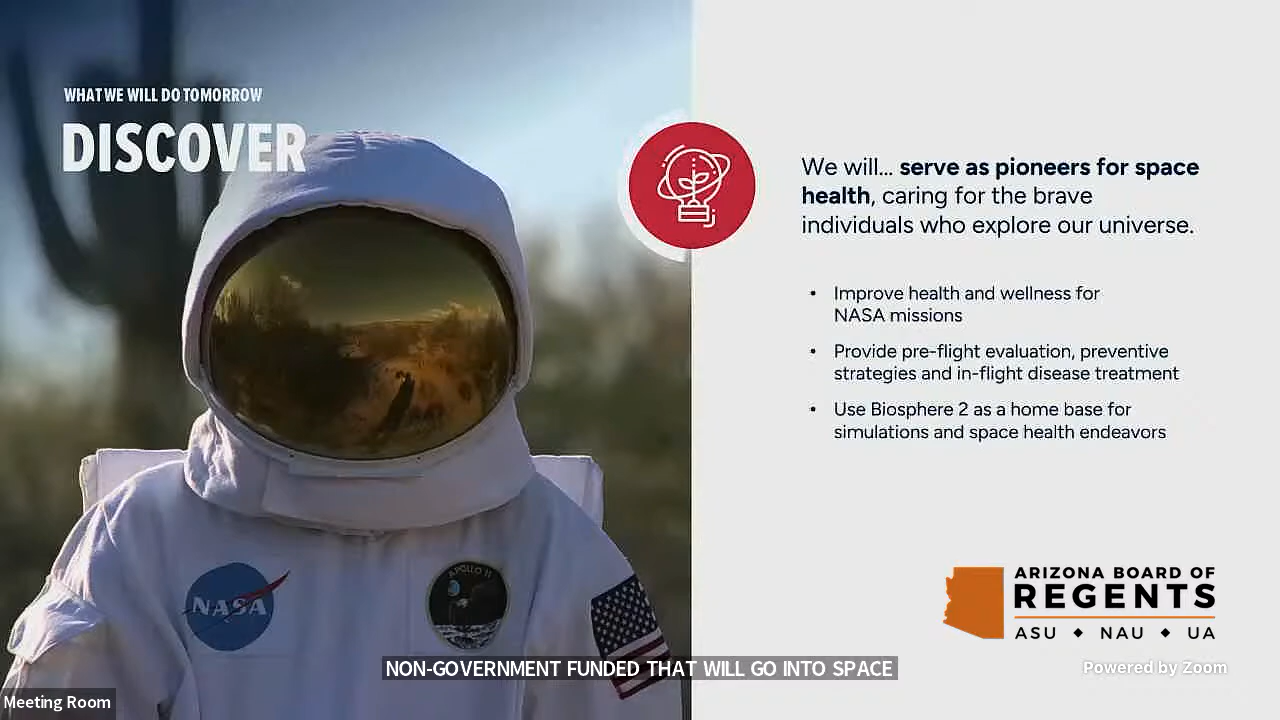 WHAT WE WILL DO TOMORROW
DISCOVER
We will... serve as pioneers for space
health, caring for the brave
individuals who explore our universe.
• Improve health and wellness for
NASA missions
• Provide pre-flight evaluation, preventive
strategies and in-flight disease treatment
• Use Biosphere 2 as a home base for
simulations and space health endeavors
NASA
APOLLO 11
ARIZONA BOARD OF
REGENTS
ASU ◆ NAU ◆ UA
NON-GOVERNMENT FUNDED THAT WILL GO INTO SPACE
Powered by Zoom
Meeting Room